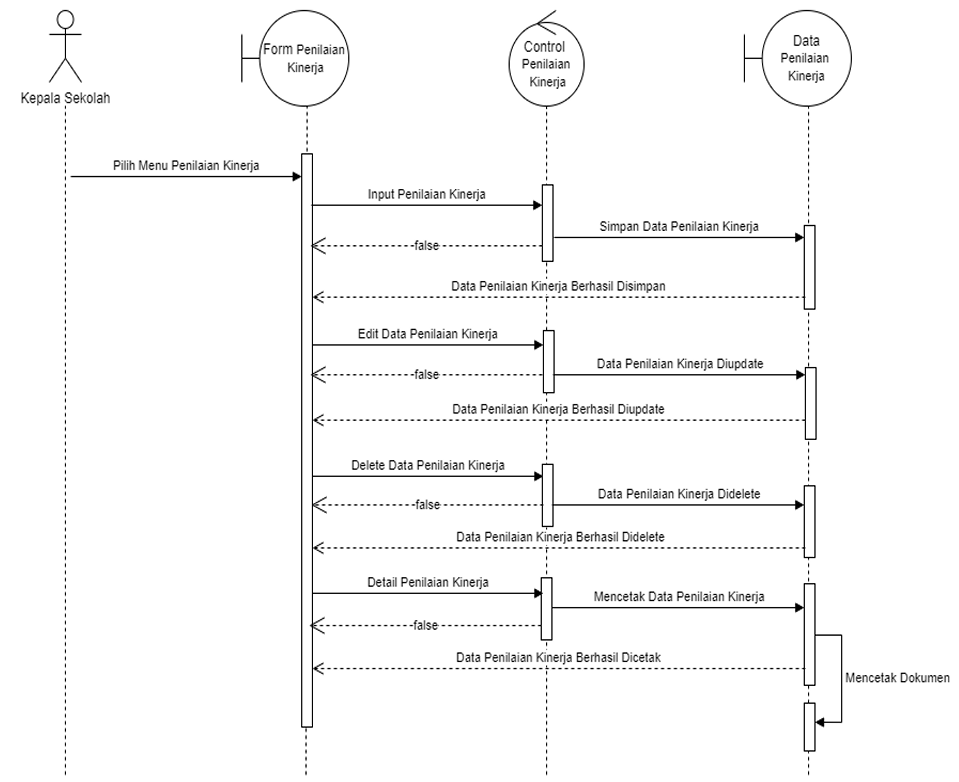 Kepala Sekolah
Form Penilaian
Kinerja
Control
Penilaian
Kinerja
Data
Penilaian
Kinerja
Pilih Menu Penilaian Kinerja
Input Penilaian Kinerja
Simpan Data Penilaian Kinerja
false
Data Penilaian Kinerja Berhasil Disimpan
Edit Data Penilaian Kinerja
Data Penilaian Kinerja Diupdate
false
Data Penilaian Kinerja Berhasil Diupdate
Delete Data Penilaian Kinerja
Data Penilaian Kinerja Didelete
false
Data Penilaian Kinerja Berhasil Didelete
Detail Penilaian Kinerja
Mencetak Data Penilaian Kinerja
false
Data Penilaian Kinerja Berhasil Dicetak
Mencetak Dokumen